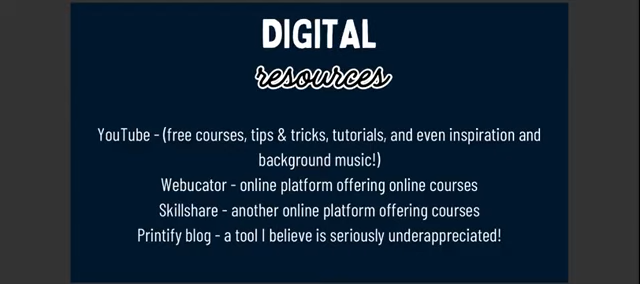 DIGITAL
resources
YouTube - (free courses, tips & tricks, tutorials, and even inspiration and
background music!)
Webucator - online platform offering online courses
Skillshare - another online platform offering courses
Printify blog - a tool I believe is seriously underappreciated!